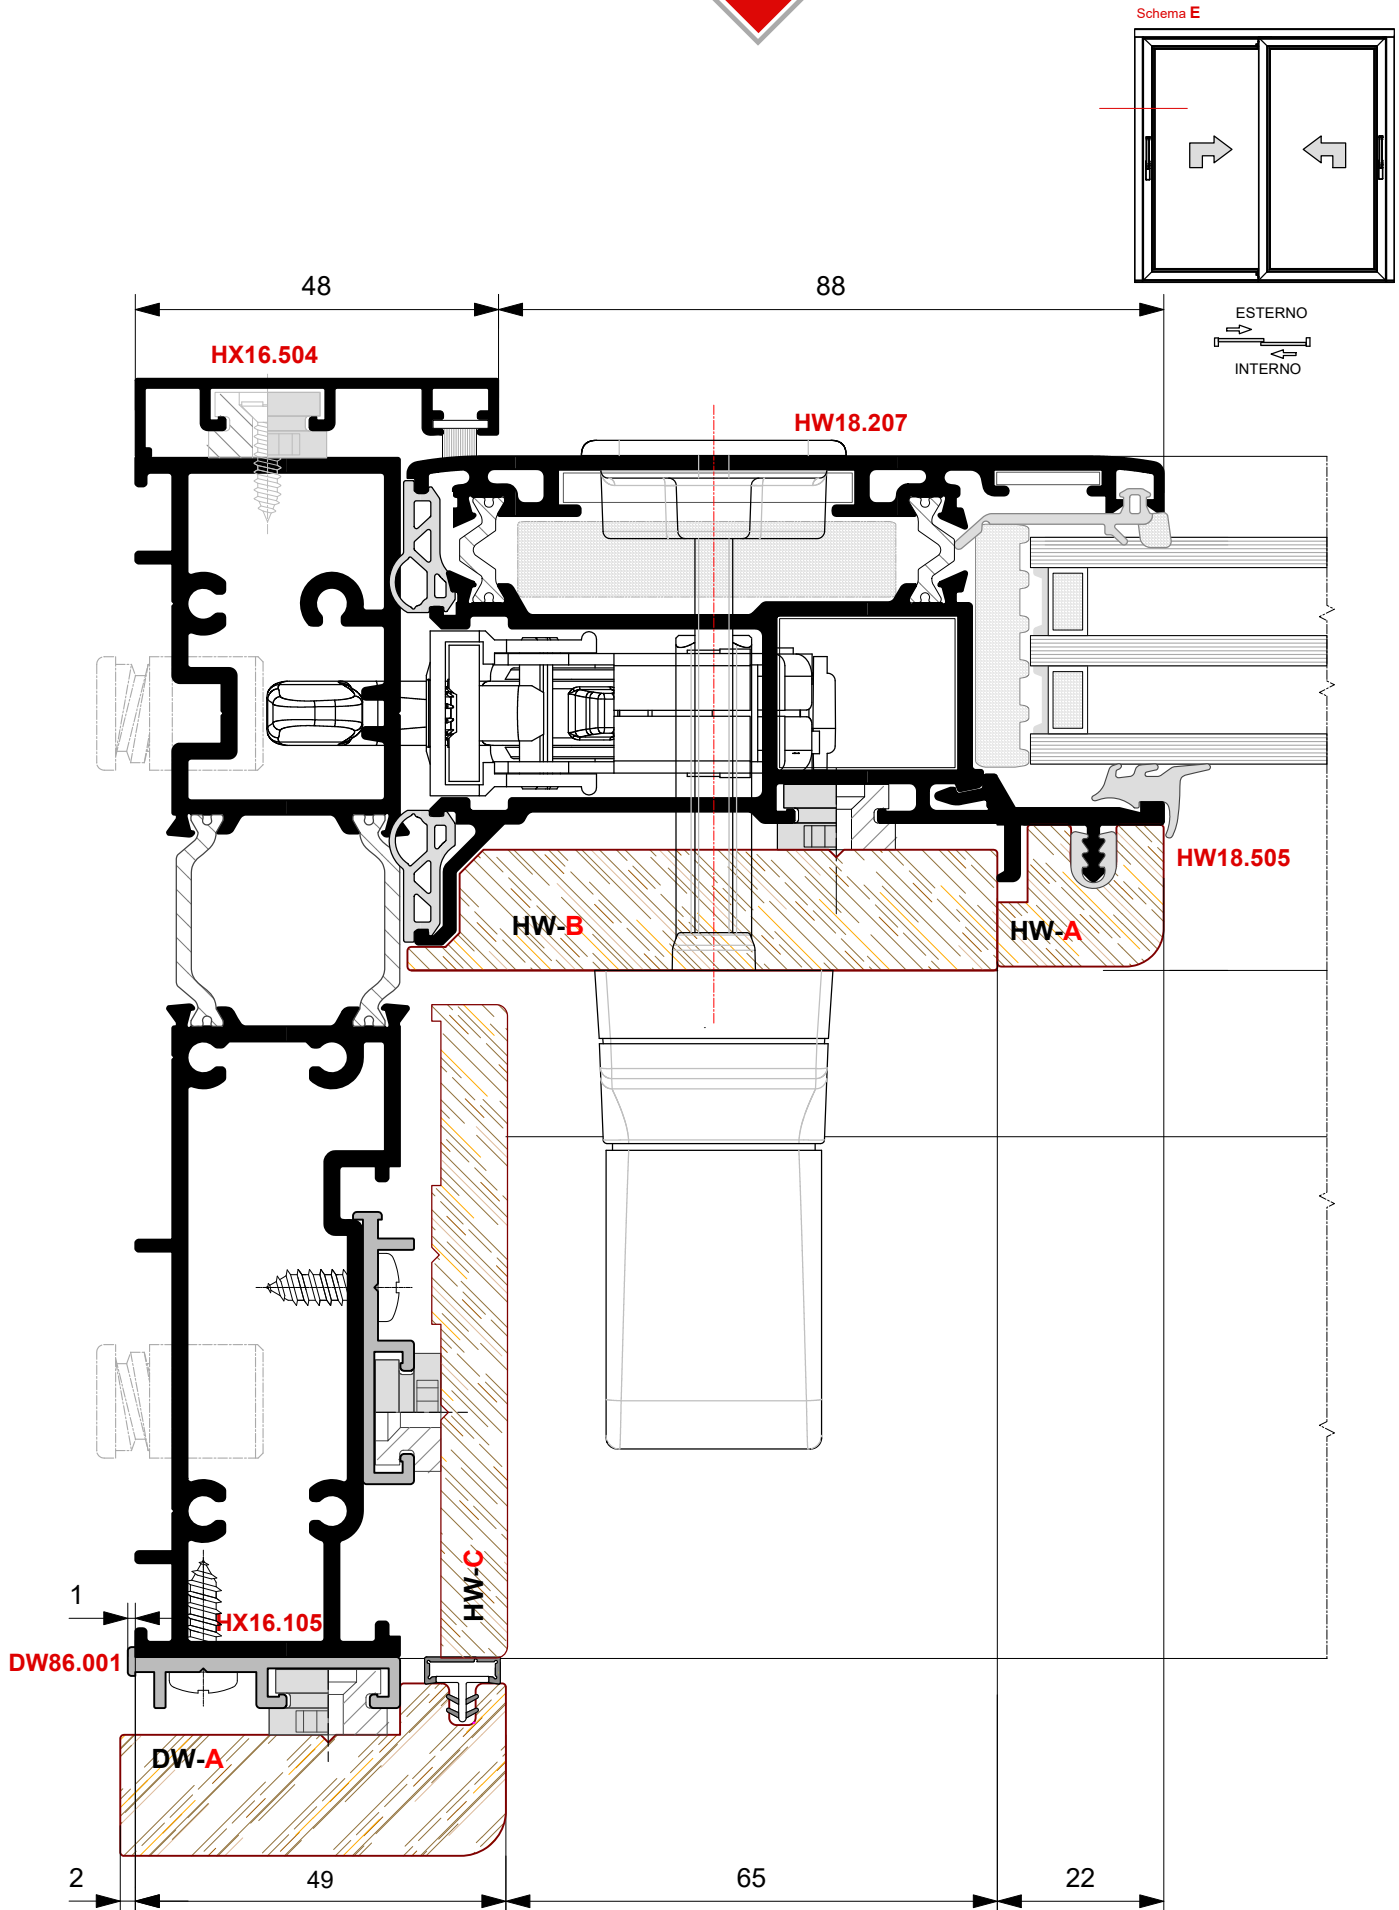 Schema E
ESTERNO
INTERNO
48
88
HX16.504
HW18.207
HW18.505
HW-B
HW-A
HW-C
1
HX16.105
DW86.001
DW-A
2
49
65
22